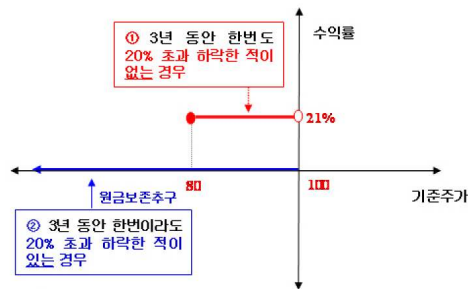 ① 3년 동안 한번도
20% 초과 하락한 적이
없는 경우
수익률
21%
80
100
기준주가
원금보존추구
② 3년 동안 한번이라도
20% 초과 하락한 적이
있는 경우